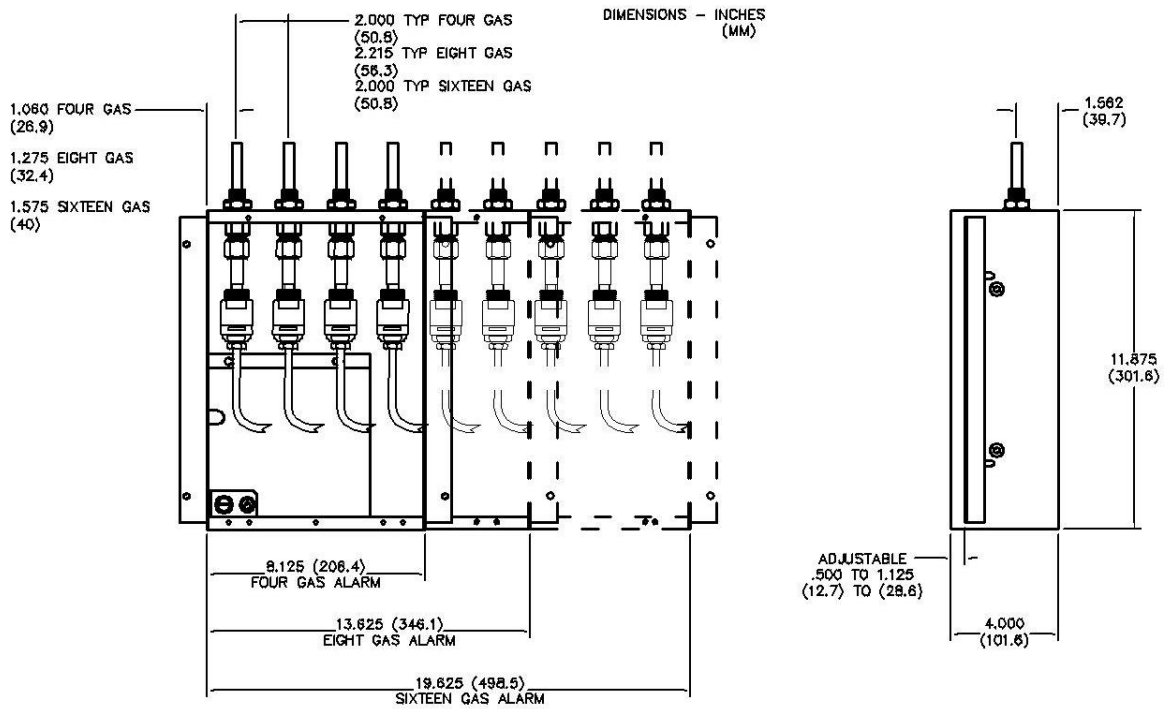 DIMENSIONS - INCHES
(MM)
2.000 TYP FOUR GAS
(50.8)
2.215 TYP EIGHT GAS
(56.3)
2.000 TYP SIXTEEN GAS
(50.8)
1.060 FOUR GAS
(26.9)
1.275 EIGHT GAS
(32.4)
1.575 SIXTEEN GAS
(40)
1.562
(39.7)
11.875
(301.6)
8.125 (206.4)
FOUR GAS ALARM
13.625 (346.1)
EIGHT GAS ALARM
19.625 (498.5)
SIXTEEN GAS ALARM
ADJUSTABLE
.500 TO 1.125
(12.7) TO (28.6)
4.000
(101.6)